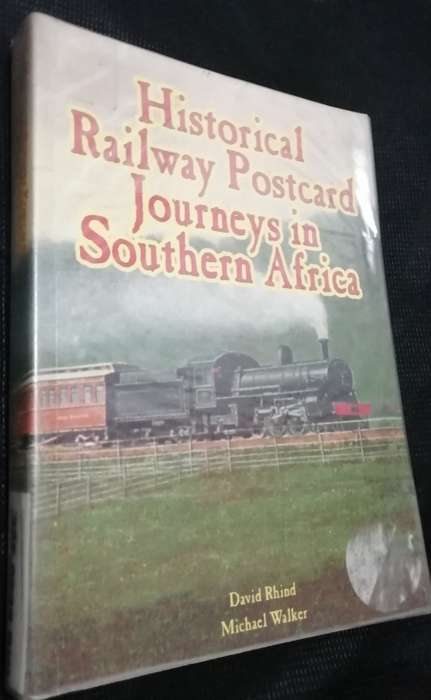 Historical
Railway Postcard
Journeys in
Southern Africa
David Rhind
Michael Walker